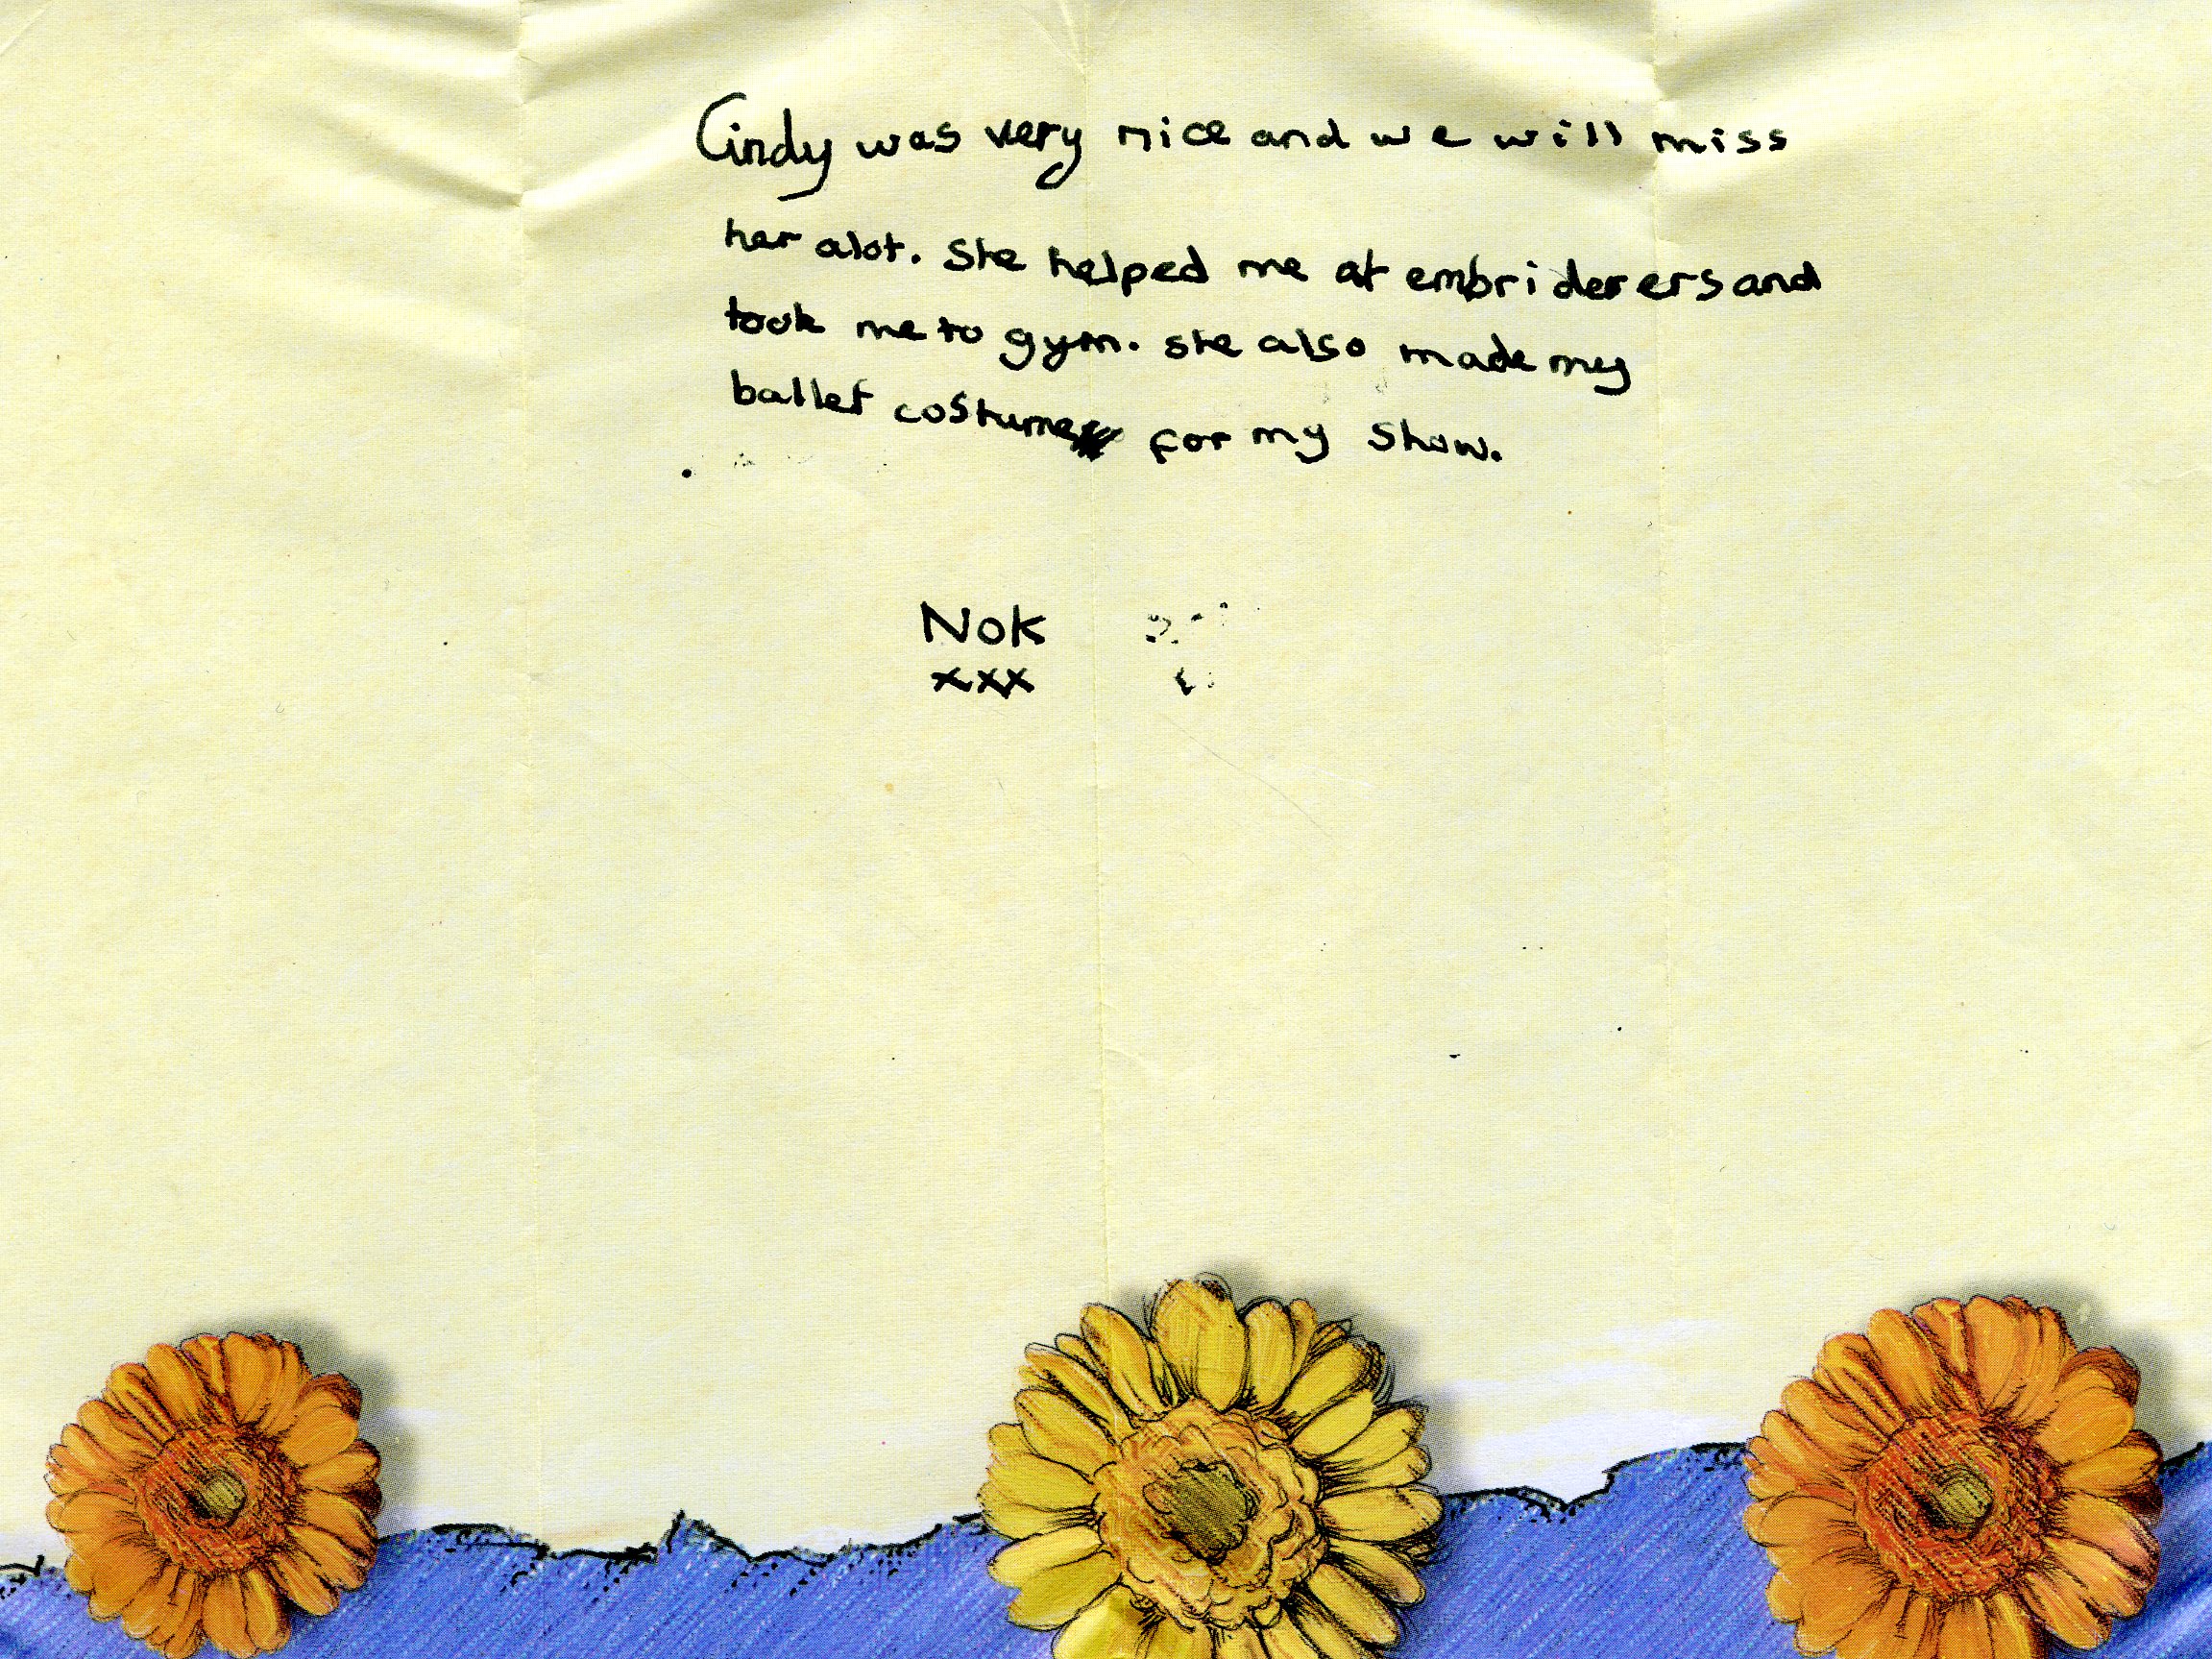 Cindy was very nice and we will miss
her alot. She helped me at embriderers and
took me to gym. she also made my
ballet costume for my show.
Nok
xxx